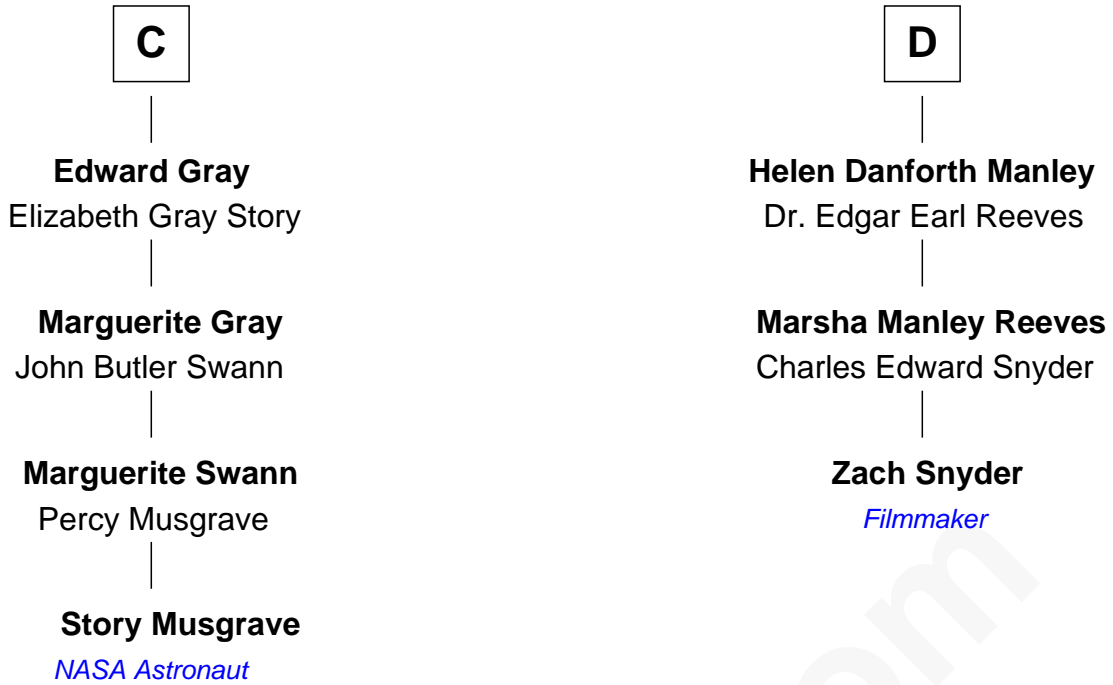 C
Edward Gray
Elizabeth Gray Story
Marguerite Gray
John Butler Swann
Marguerite Swann
Percy Musgrave
Story Musgrave
NASA Astronaut
D
Helen Danforth Manley
Dr. Edgar Earl Reeves
Marsha Manley Reeves
Charles Edward Snyder
Zach Snyder
Filmmaker
om